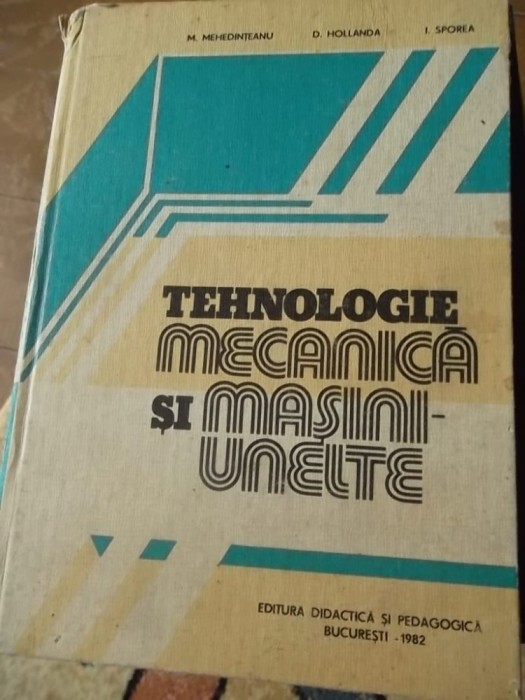 M. MEHEDINȚEANU D. HOLLANDA I. SPOREA
TEHNOLOGIE
MECANICĂ
ȘI MAȘINI-
UNELTE
EDITURA DIDACTICĂ ȘI PEDAGOGICĂ
BUCUREȘTI - 1982